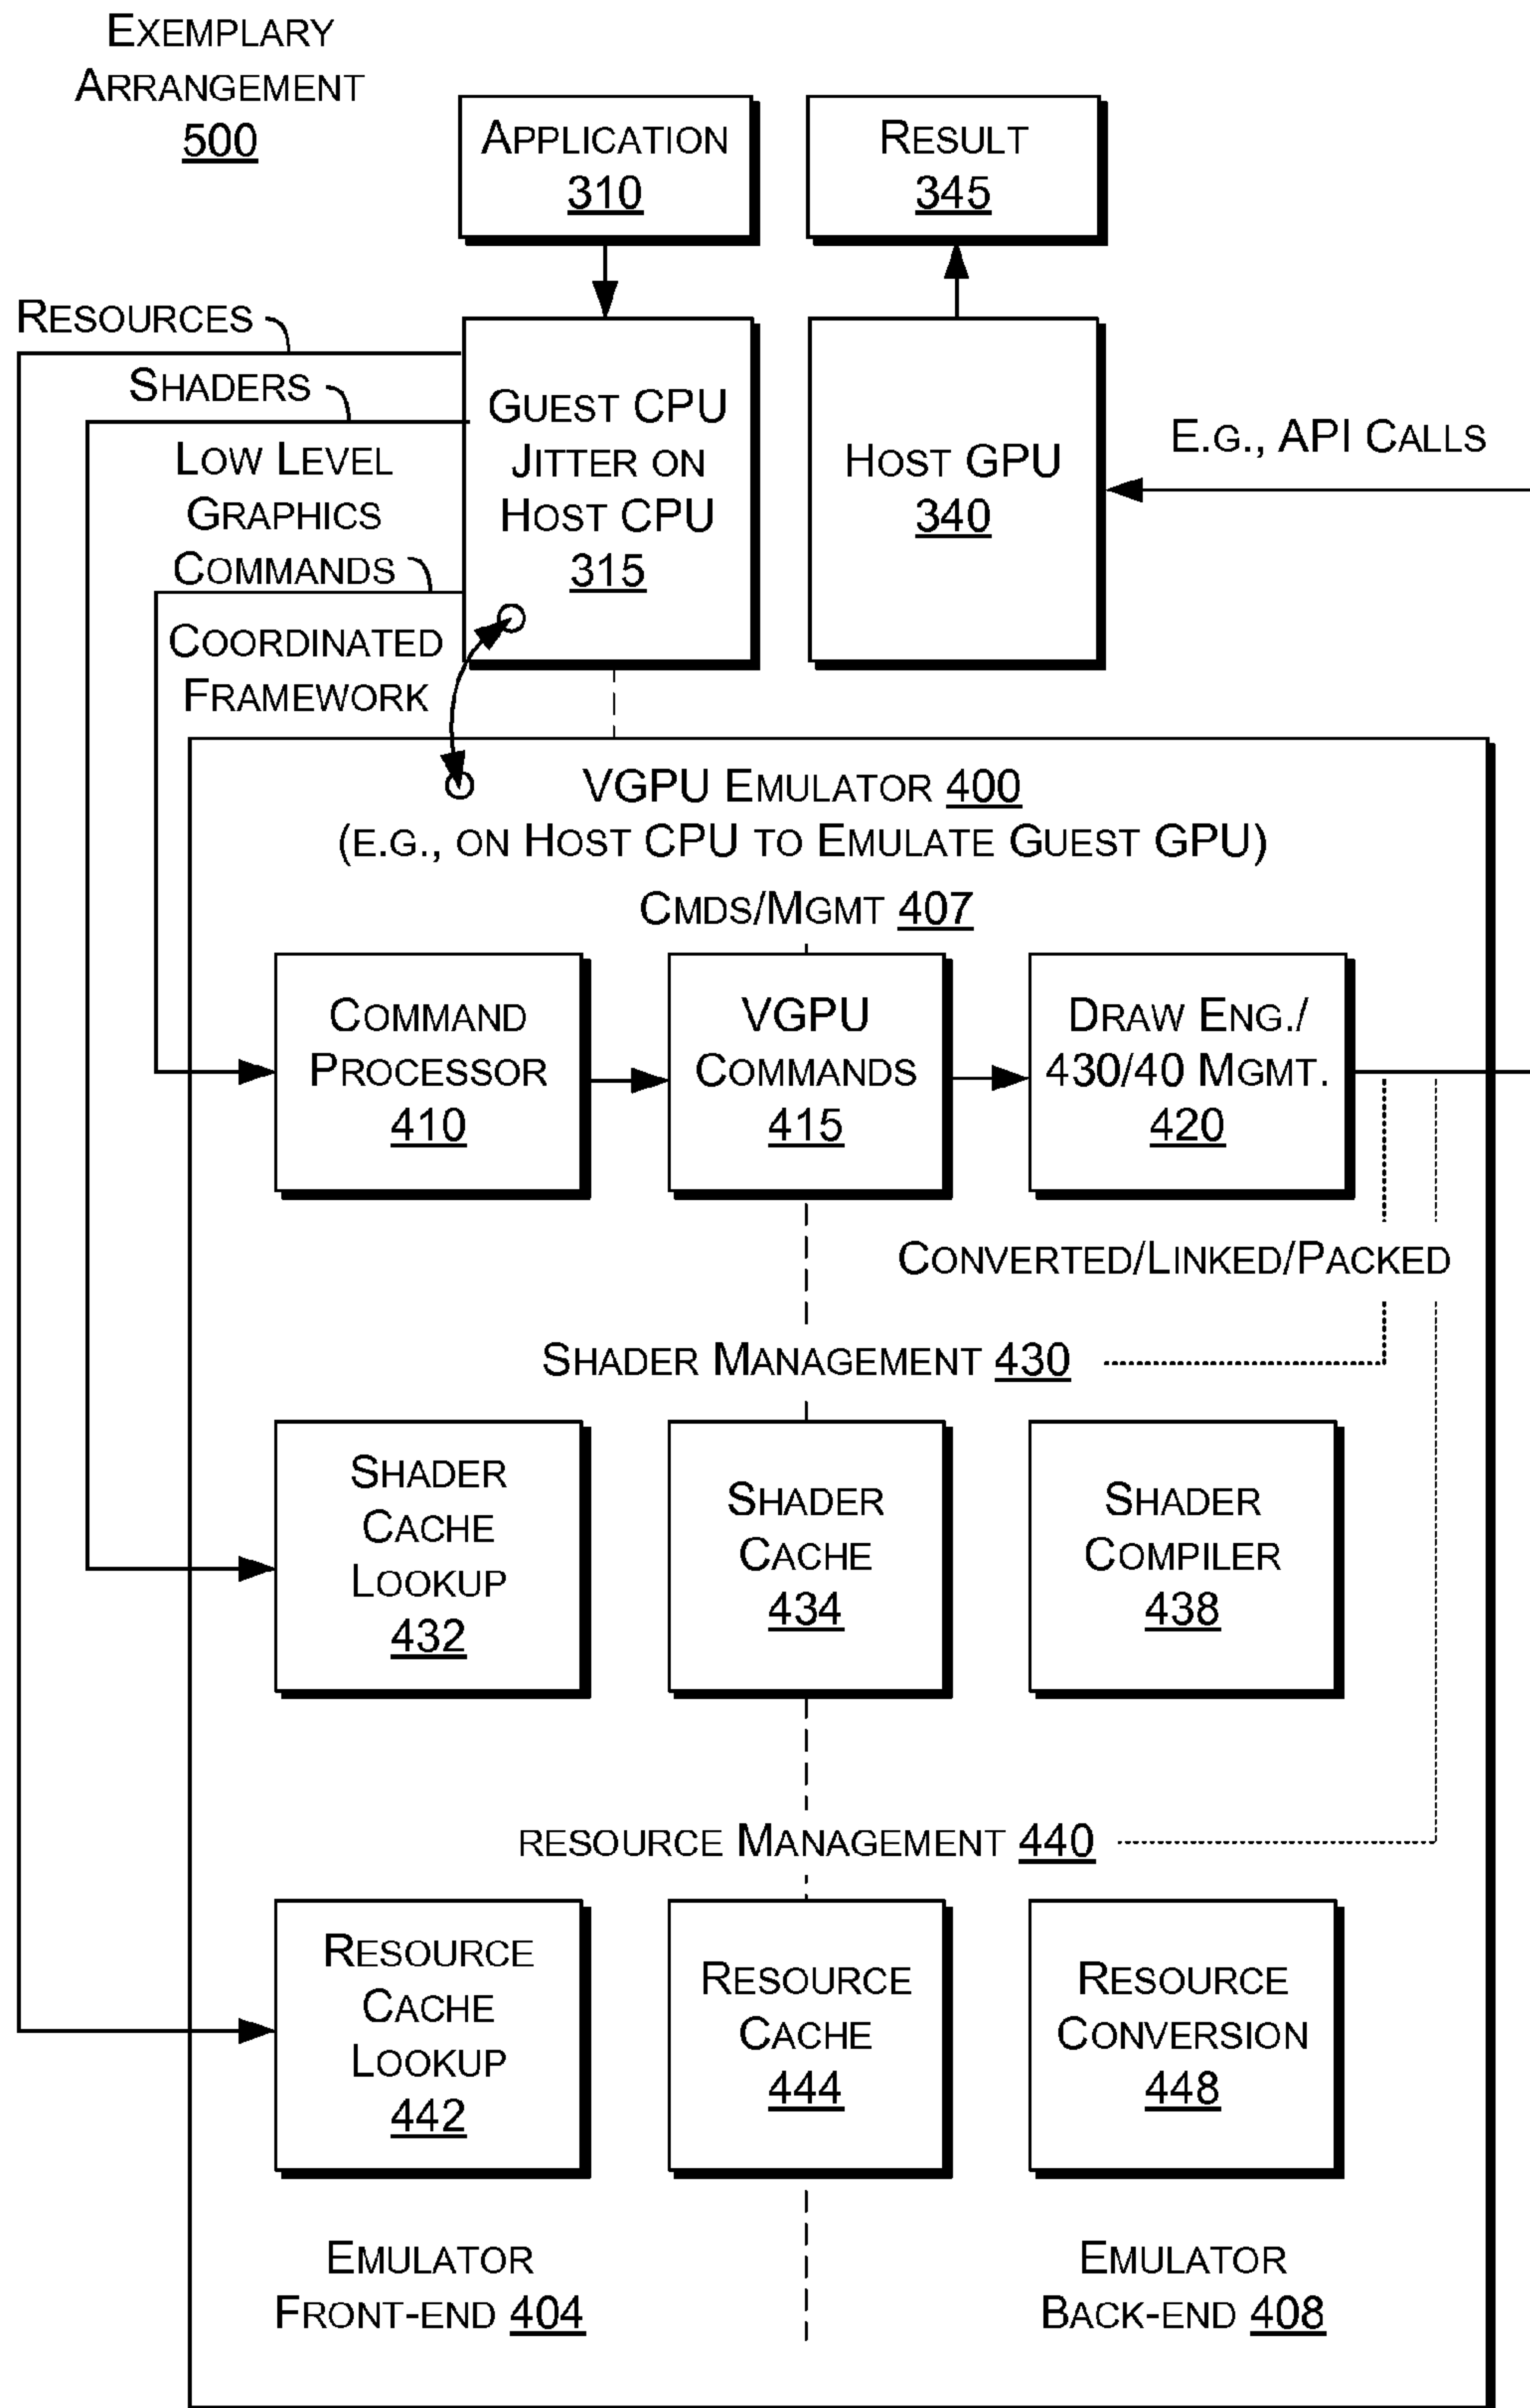 EXEMPLARY
ARRANGEMENT
500
APPLICATION
310
RESULT
345
RESOURCES
SHADERS
LOW LEVEL
GRAPHICS
COMMANDS
COORDINATED
FRAMEWORK
GUEST CPU
JITTER ON
HOST CPU
315
HOST GPU
340
E.G., API CALLS
VGPU EMULATOR 400
(E.G., ON HOST CPU TO EMULATE GUEST GPU)
CMDS/MGMT 407
COMMAND
PROCESSOR
410
VGPU
COMMANDS
415
DRAW ENG./
430/40 MGMT.
420
CONVERTED/LINKED/PACKED
SHADER MANAGEMENT 430
SHADER
CACHE
LOOKUP
432
SHADER
CACHE
434
SHADER
COMPILER
438
RESOURCE MANAGEMENT 440
RESOURCE
CACHE
LOOKUP
442
RESOURCE
CACHE
444
RESOURCE
CONVERSION
448
EMULATOR
FRONT-END 404
EMULATOR
BACK-END 408